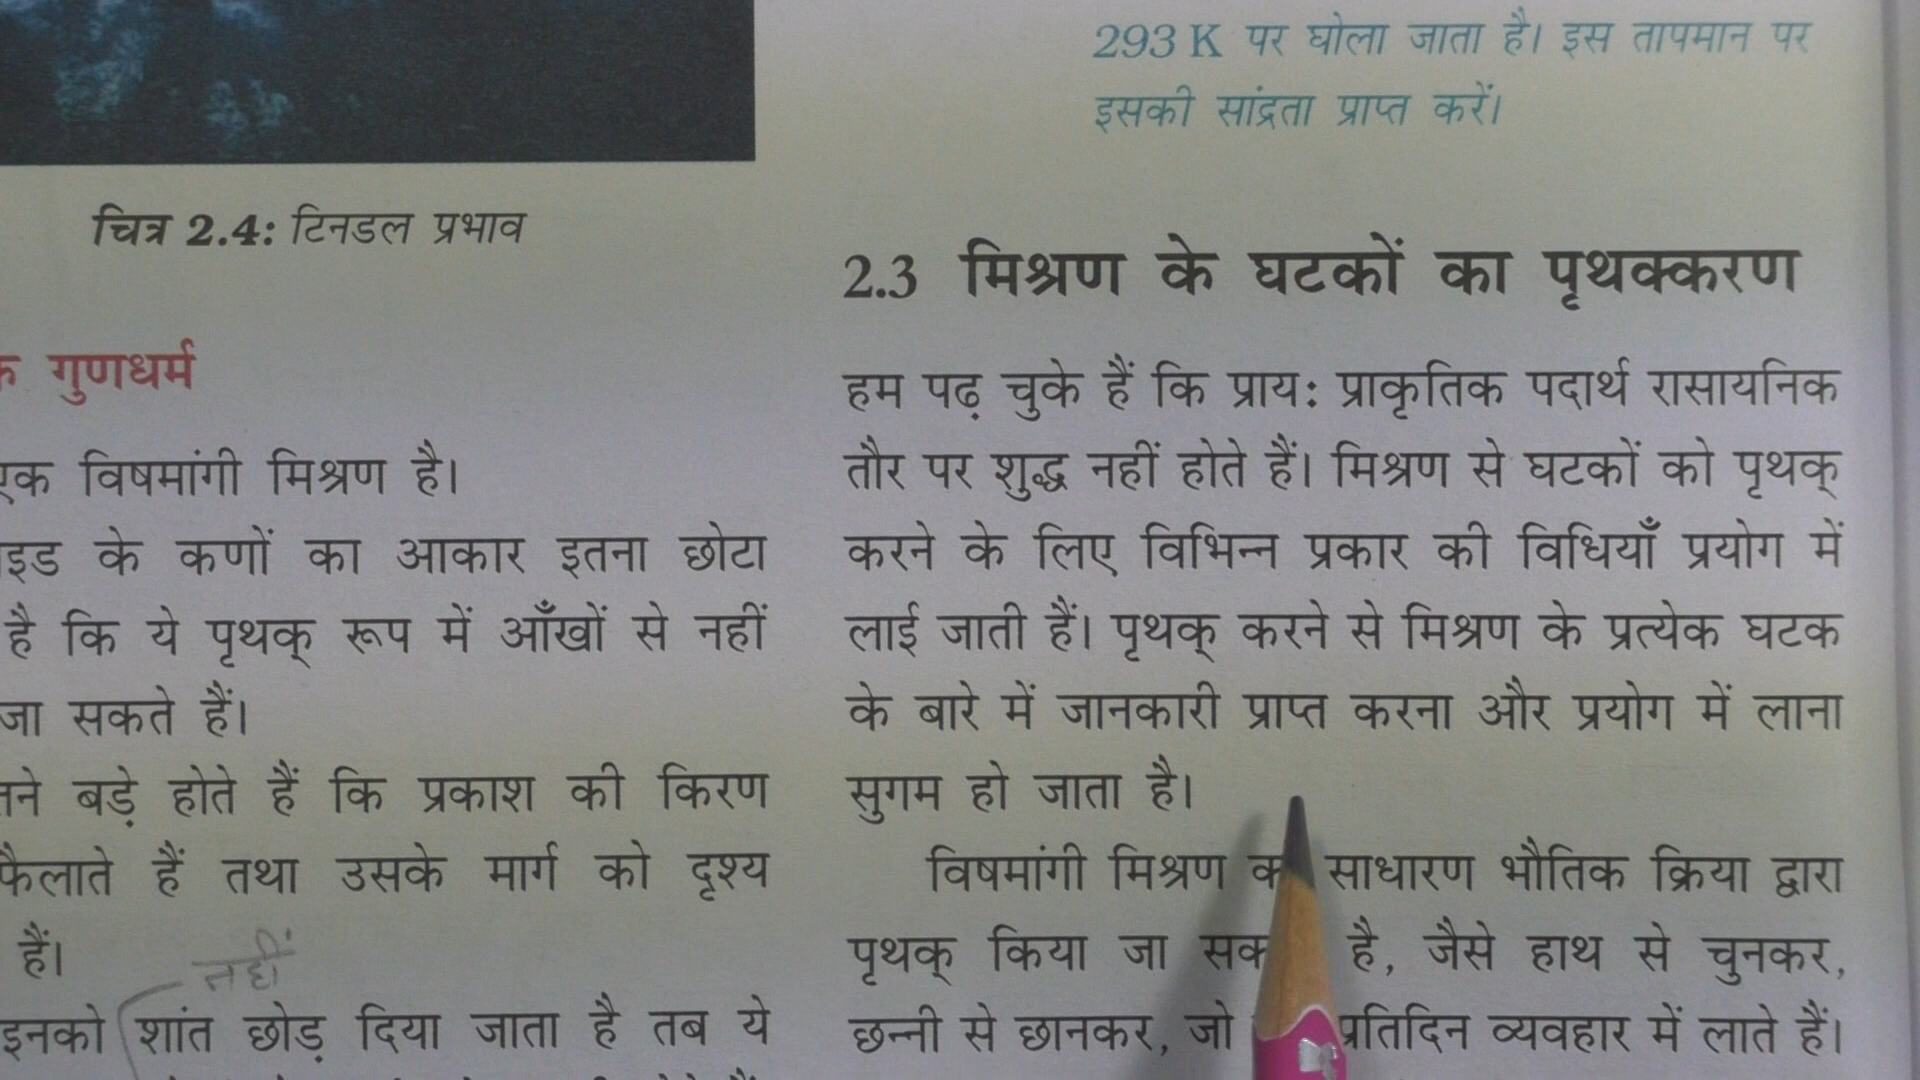 चित्र 2.4: टिनडल प्रभाव
गुणधर्म
एक विषमांगी मिश्रण है।
के कणों का आकार इतना छोटा
है कि ये पृथक् रूप में आँखों से नहीं
जा सकते हैं।
बड़े होते हैं कि प्रकाश की किरण
फैलाते हैं तथा उसके मार्ग को दृश्य
हैं।
नहीं
इनको शांत छोड़ दिया जाता है तब ये
293 K पर घोला जाता है। इस तापमान पर
इसकी सांद्रता प्राप्त करें।
2.3 मिश्रण के घटकों का पृथक्करण
हम पढ़ चुके हैं कि प्राय: प्राकृतिक पदार्थ रासायनिक
तौर पर शुद्ध नहीं होते हैं। मिश्रण से घटकों को पृथक्
करने के लिए विभिन्न प्रकार की विधियाँ प्रयोग में
लाई जाती हैं। पृथक् करने से मिश्रण के प्रत्येक घटक
के बारे में जानकारी प्राप्त करना और प्रयोग में लाना
सुगम हो जाता है।
विषमांगी मिश्रण साधारण भौतिक क्रिया द्वारा
पृथक् किया जा है, जैसे हाथ से चुनकर,
छन्नी से छानकर, जो प्रतिदिन व्यवहार में लाते हैं।